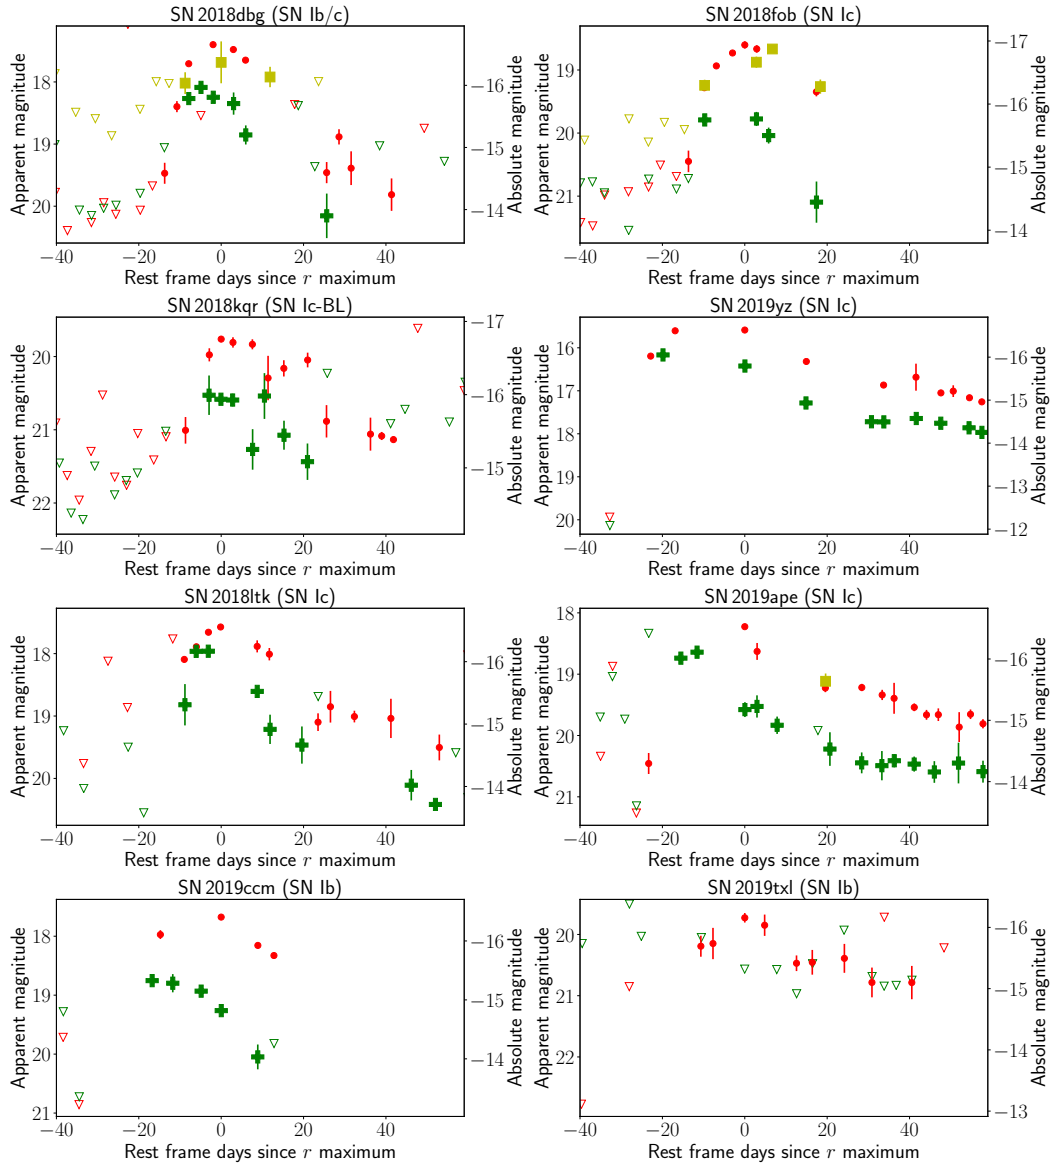 SN 2018dbg (SN Ib/c)
Apparent magnitude
18
19
20
−16
−15
−14
Absolute magnitude
−40 −20 0 20 40
Rest frame days since r maximum
SN 2018fob (SN Ic)
Apparent magnitude
19
20
21
−17
−16
−15
−14
Absolute magnitude
−40 −20 0 20 40
Rest frame days since r maximum
SN 2018kqr (SN Ic-BL)
Apparent magnitude
20
21
22
−17
−16
−15
Absolute magnitude
−40 −20 0 20 40
Rest frame days since r maximum
SN 2019yz (SN Ic)
Apparent magnitude
16
17
18
19
20
−16
−15
−14
−13
−12
Absolute magnitude
−40 −20 0 20 40
Rest frame days since r maximum
SN 2018ltk (SN Ic)
Apparent magnitude
18
19
20
−16
−15
−14
Absolute magnitude
−40 −20 0 20 40
Rest frame days since r maximum
SN 2019ape (SN Ic)
Apparent magnitude
18
19
20
21
−16
−15
−14
Absolute magnitude
−40 −20 0 20 40
Rest frame days since r maximum
SN 2019ccm (SN Ib)
Apparent magnitude
18
19
20
21
−16
−15
−14
Absolute magnitude
−40 −20 0 20 40
Rest frame days since r maximum
SN 2019txl (SN Ib)
Apparent magnitude
20
21
22
−16
−15
−14
−13
Absolute magnitude
−40 −20 0 20 40
Rest frame days since r maximum